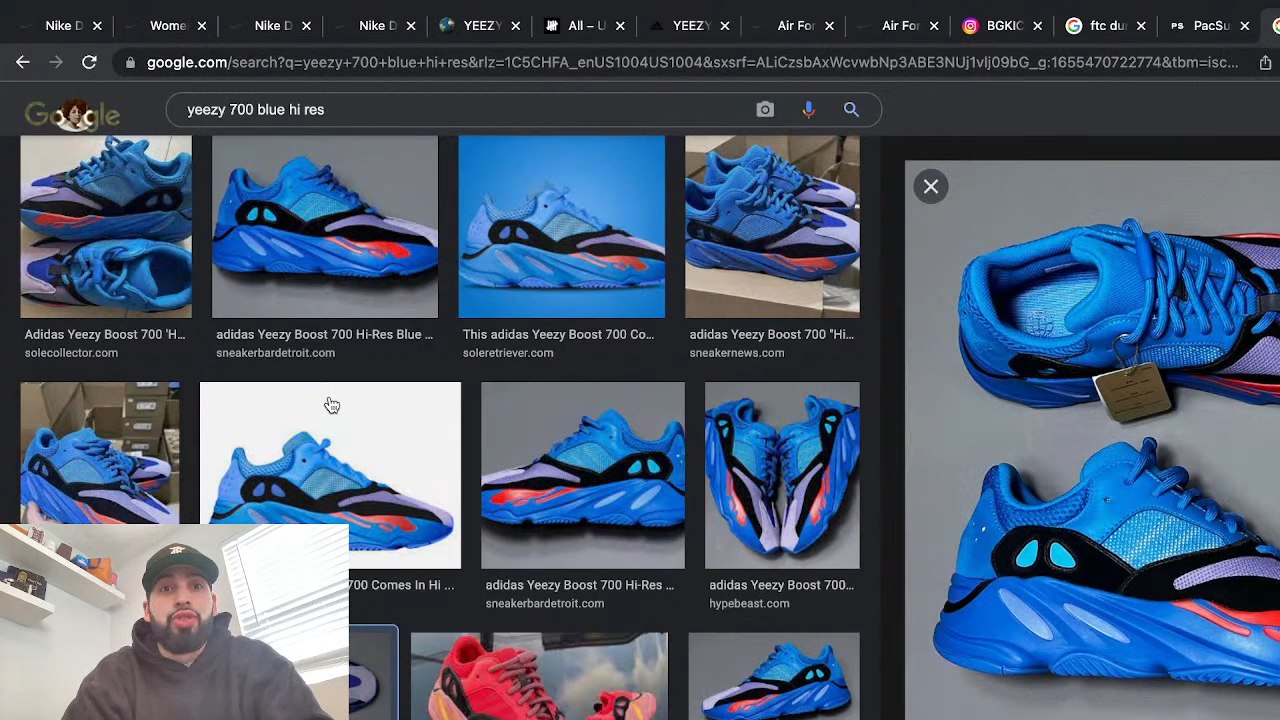 Nike D
Wome
Nike D
Nike D
YEEZY
All – U
YEEZY
Air For
Air For
BGKIC
ftc du
PS
PacSu
google.com/search?q=yeezy+700+blue+hi+res&rlz=1C5CHFA_enUS1004US1004&sxsrf=ALiCzsbAxWcvwbNp3ABE3NUj1vlj09bG_g:1655470722774&tbm=isc...
yeezy 700 blue hi res
Adidas Yeezy Boost 700 'H...
adidas Yeezy Boost 700 Hi-Res Blue ...
This adidas Yeezy Boost 700 Co...
adidas Yeezy Boost 700 "Hi...
solecollector.com
sneakerbardetroit.com
soleretriever.com
sneakernews.com
700 Comes In Hi ...
adidas Yeezy Boost 700 Hi-Res ...
adidas Yeezy Boost 700...
sneakerbardetroit.com
hypebeast.com